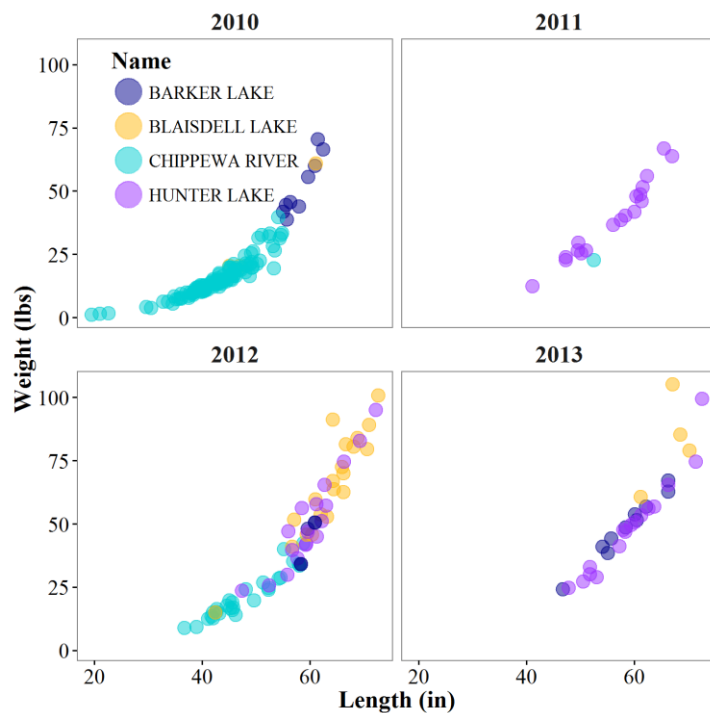 2010
2011
Name
BARKER LAKE
BLAISDELL LAKE
CHIPPEWA RIVER
HUNTER LAKE
100
75
50
25
0
2012
2013
100
75
50
25
0
Weight (lbs)
20 40 60 20 40 60
Length (in)